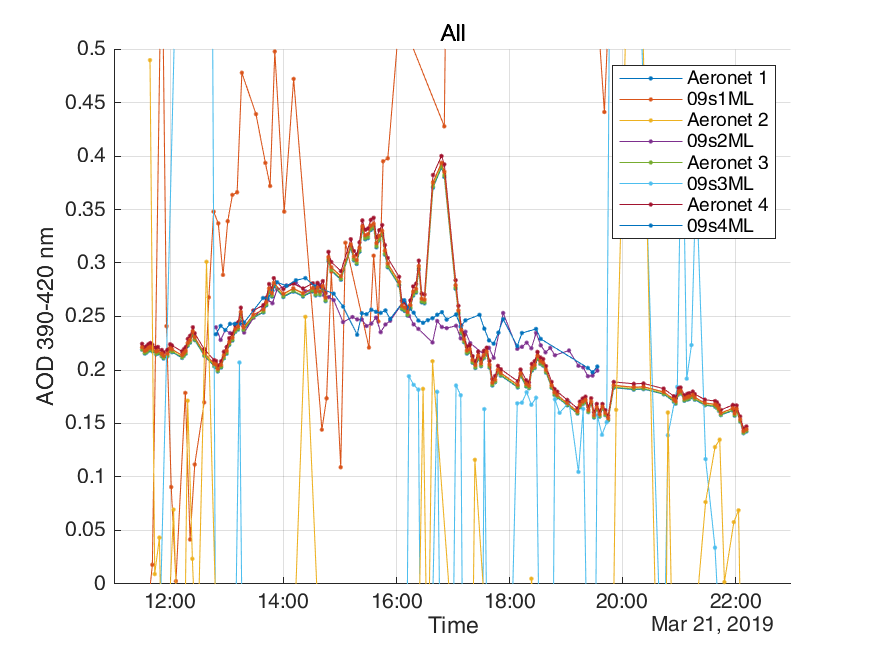 All
0.5
0.45
0.4
0.35
0.3
0.25
0.2
0.15
0.1
0.05
0
AOD 390-420 nm
Aeronet 1
09s1ML
Aeronet 2
09s2ML
Aeronet 3
09s3ML
Aeronet 4
09s4ML
12:00 14:00 16:00 18:00 20:00 22:00
Time
Mar 21, 2019